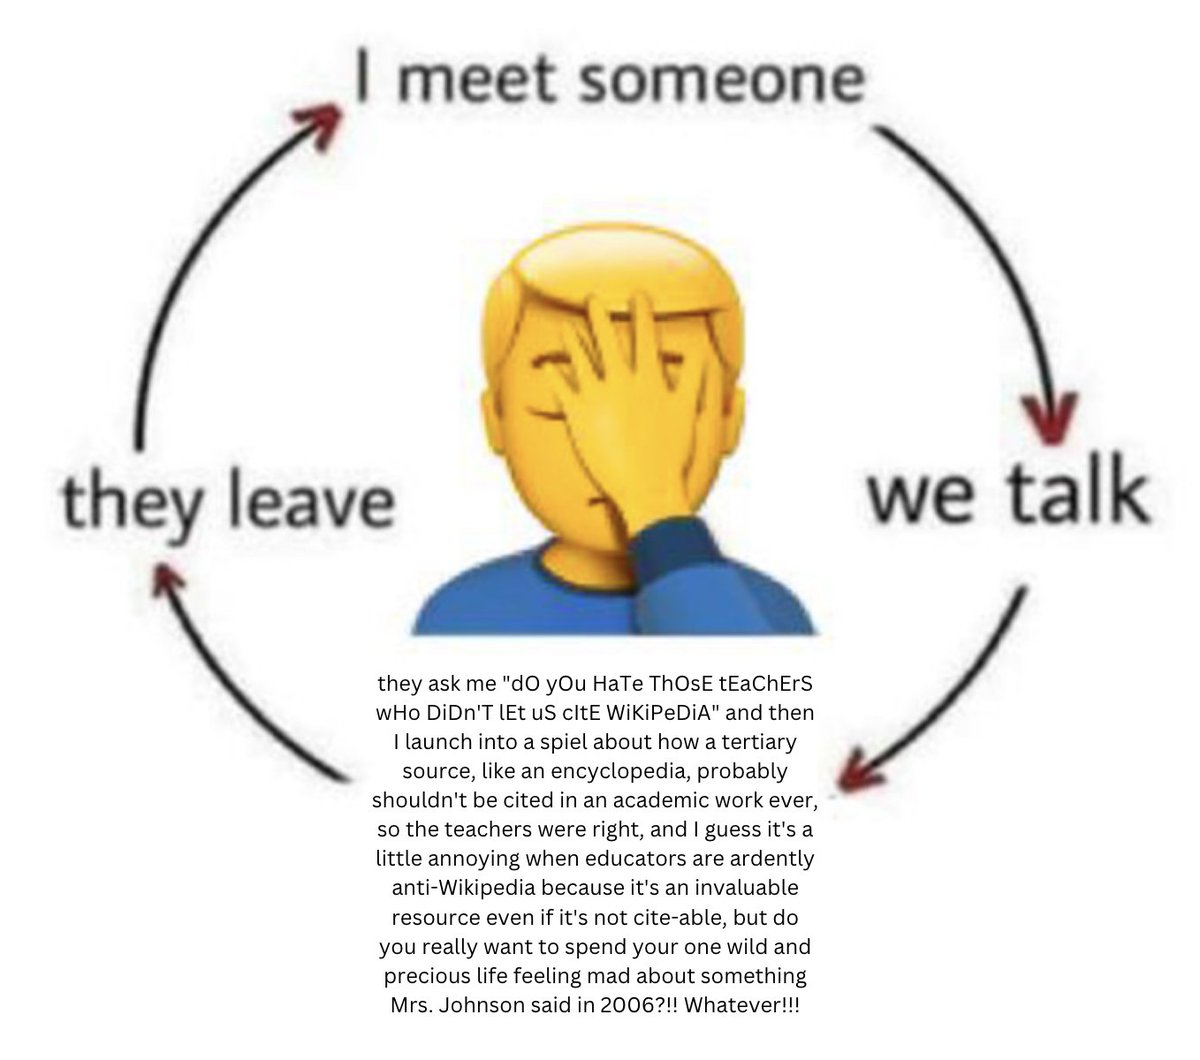 I meet someone
we talk
they ask me "dO yOu HaTe ThOsE tEaChErS
wHo DiDn'T lEt uS cItE WiKiPeDiA" and then
I launch into a spiel about how a tertiary
source, like an encyclopedia, probably
shouldn't be cited in an academic work ever,
so the teachers were right, and I guess it's a
little annoying when educators are ardently
anti-Wikipedia because it's an invaluable
resource even if it's not cite-able, but do
you really want to spend your one wild and
precious life feeling mad about something
Mrs. Johnson said in 2006?!! Whatever!!!
they leave